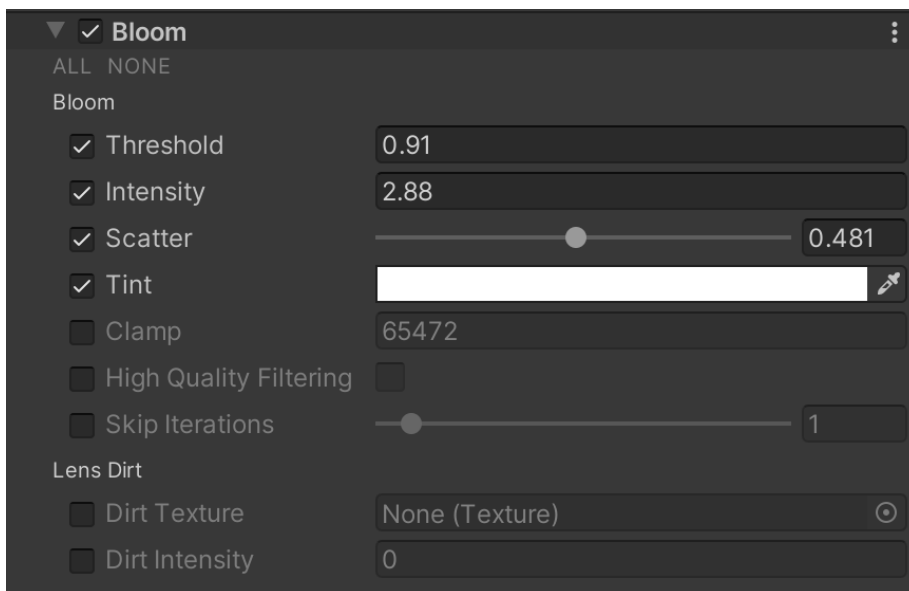 Bloom
ALL NONE
Bloom
Threshold 0.91
Intensity 2.88
Scatter 0.481
Tint
Clamp 65472
High Quality Filtering
Skip Iterations 1
Lens Dirt
Dirt Texture None (Texture)
Dirt Intensity 0